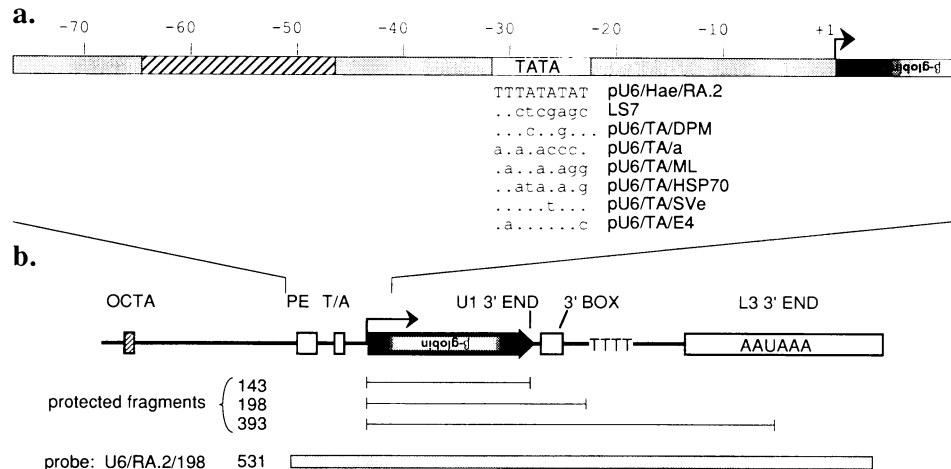 a.
-70 -60 -50 -40 -30 -20 -10 +1
TATA β-globin
TTTATATAT pU6/Hae/RA.2
..ctcgagc LS7
...c..g... pU6/TA/DPM
a.a.accc. pU6/TA/a
.a..a.agg pU6/TA/ML
..ata.a.g pU6/TA/HSP70
.....t... pU6/TA/SVe
.a......c pU6/TA/E4
b.
OCTA PE T/A U1 3' END 3' BOX L3 3' END
β-globin TTTT AAUAAA
143
protected fragments 198
393
probe: U6/RA.2/198 531